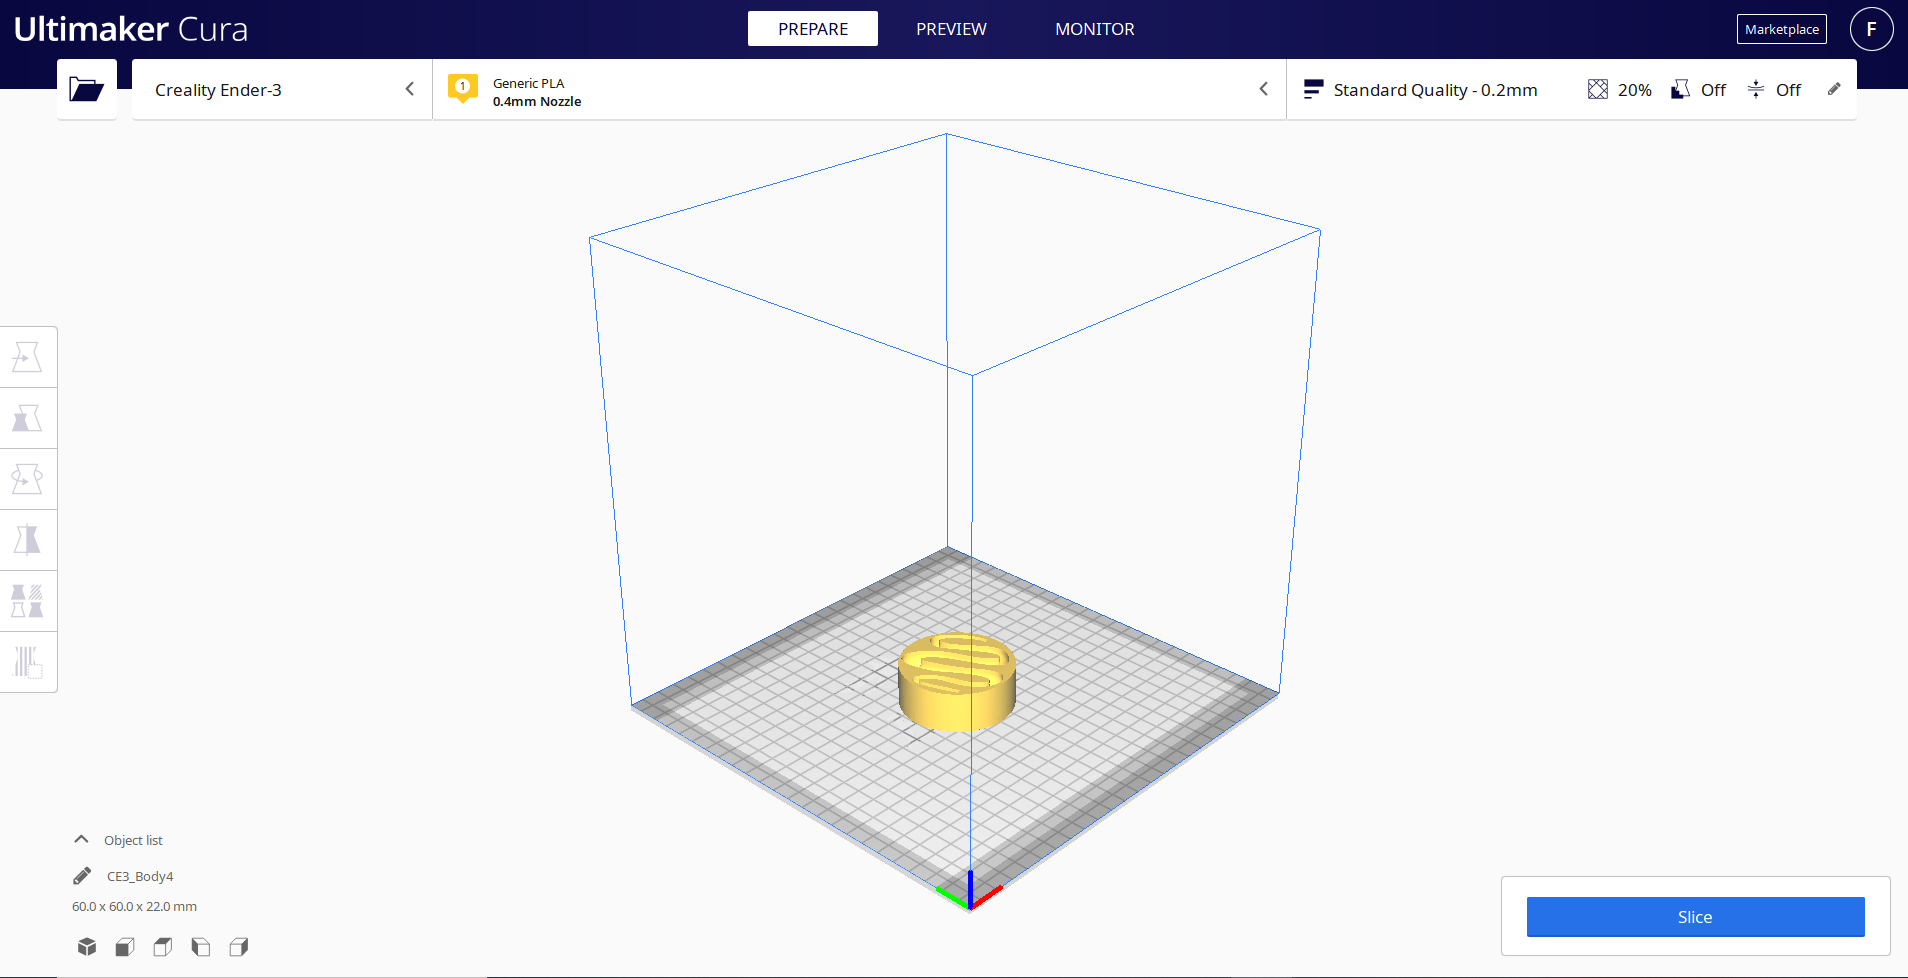 Ultimaker Cura
PREPARE
PREVIEW
MONITOR
Marketplace
F
Creality Ender-3
1
Generic PLA
0.4mm Nozzle
Standard Quality - 0.2mm
20%
Off
Off
Object list
CE3_Body4
60.0 x 60.0 x 22.0 mm
Slice